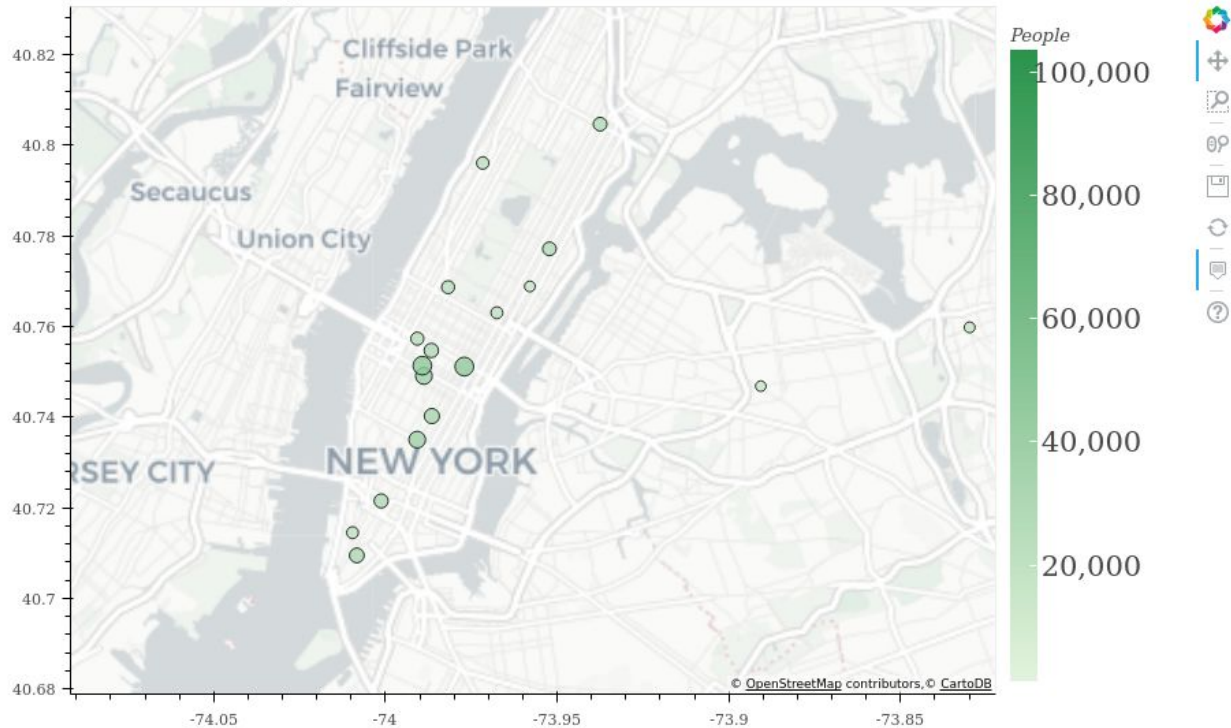 People
100,000
80,000
60,000
40,000
20,000
40.82
40.8
40.78
40.76
40.74
40.72
40.7
40.68
Cliffside Park
Fairview
Secaucus
Union City
NEW YORK
RSEY CITY
© OpenStreetMap contributors,© CartoDB
-74.05
-74
-73.95
-73.9
-73.85